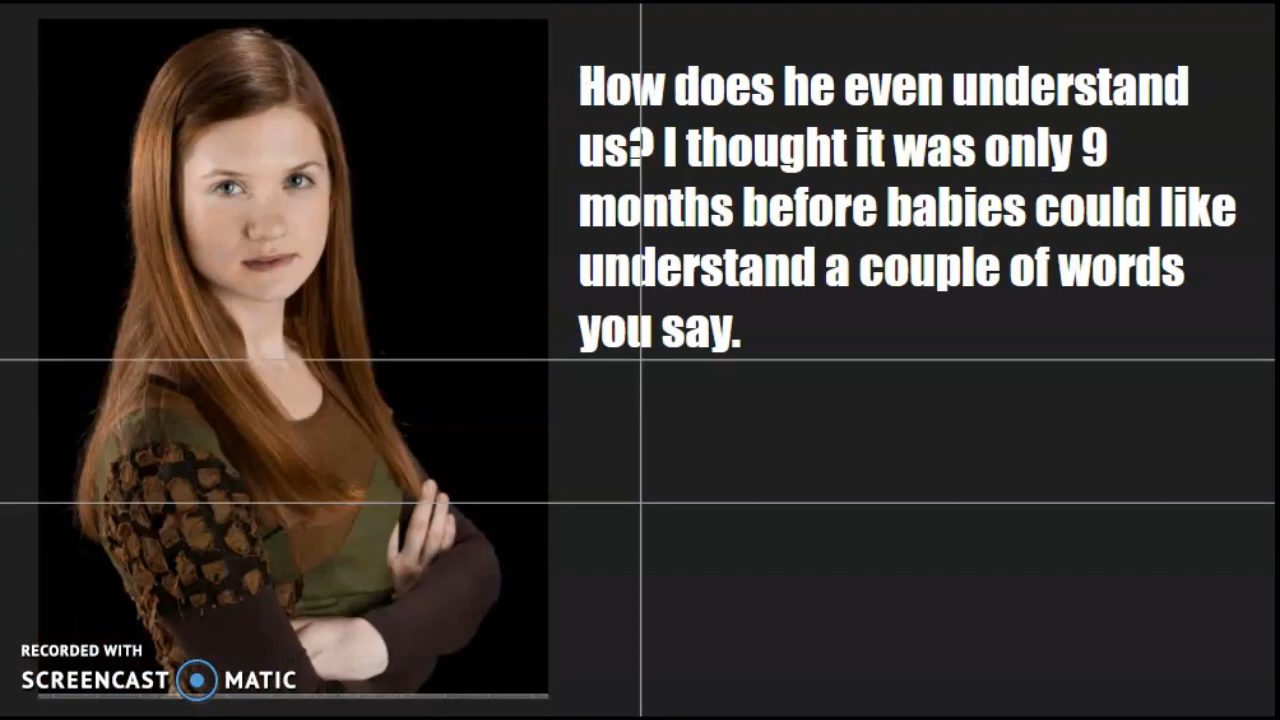 How does he even understand
us? I thought it was only 9
months before babies could like
understand a couple of words
you say.
RECORDED WITH
SCREENCAST MATIC